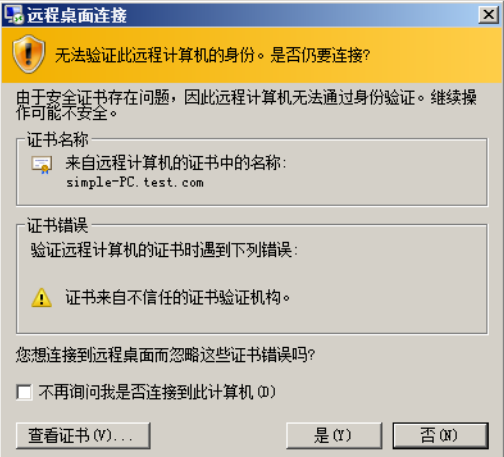 远程桌面连接
无法验证此远程计算机的身份。是否仍要连接?
由于安全证书存在问题，因此远程计算机无法通过身份验证。继续操
作可能不安全。
证书名称
来自远程计算机的证书中的名称:
simple-PC.test.com
证书错误
验证远程计算机的证书时遇到下列错误:
证书来自不信任的证书验证机构。
您想连接到远程桌面而忽略这些证书错误吗?
不再询问我是否连接到此计算机(D)
查看证书(V)... 是(Y) 否(N)